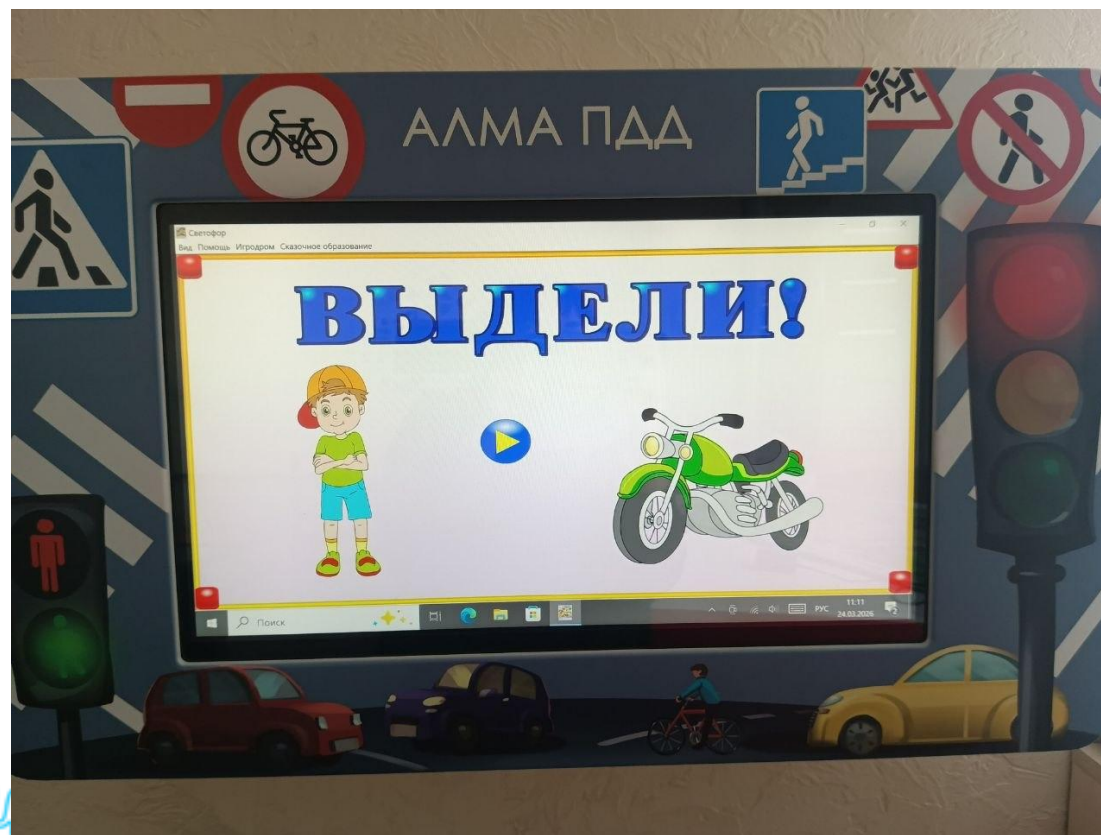 АЛМА ПДД
Светофор
Вид Помощь Игродром Сказочное образование
ВЫДЕЛИ!
Поиск
РУС
11:11
24.03.2026